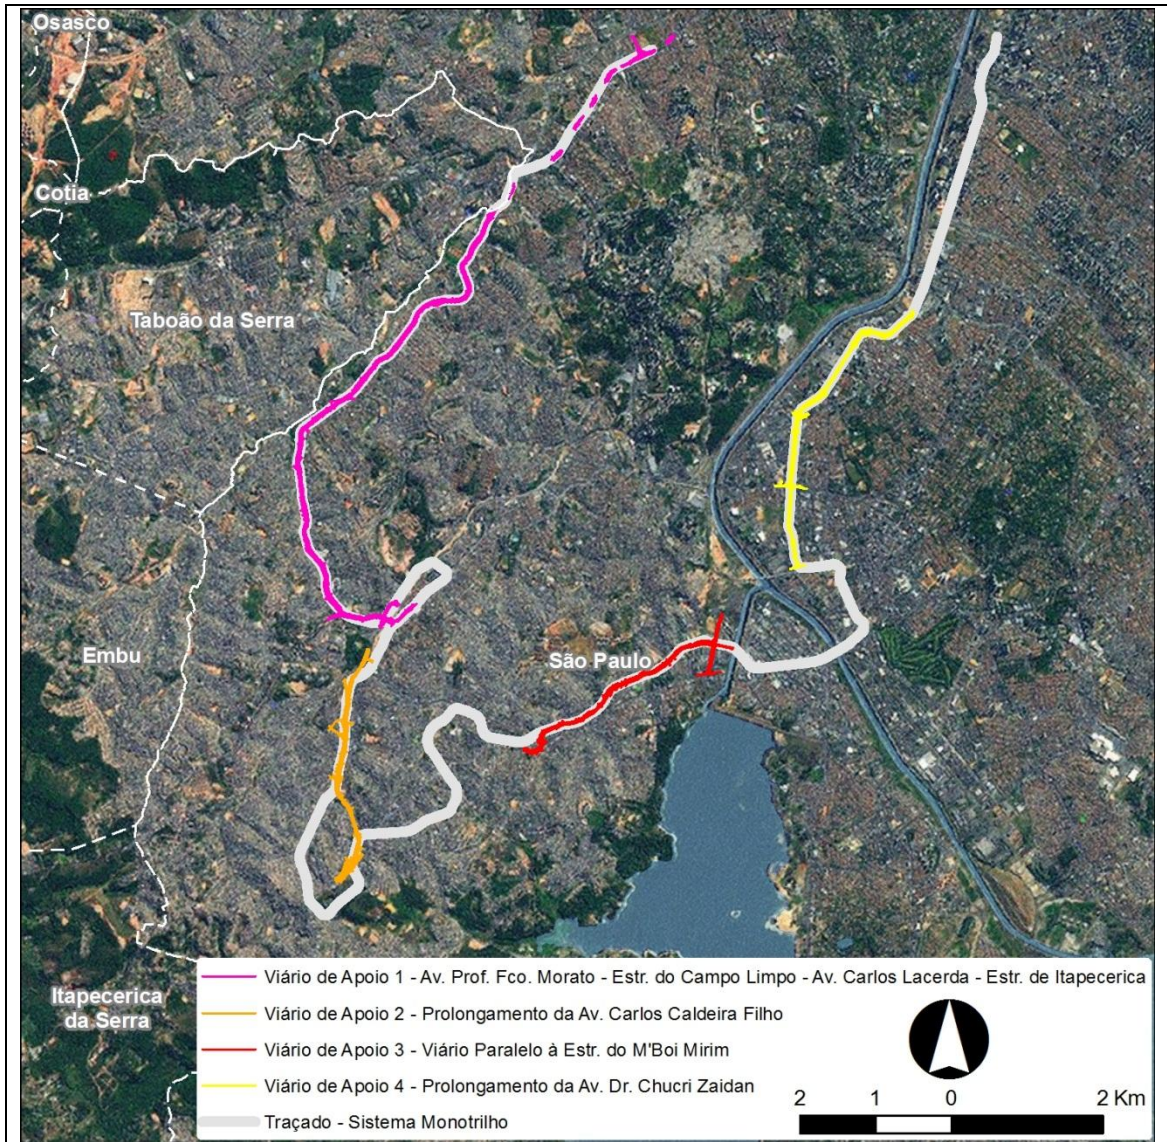 Osasco
Cotia
Taboão da Serra
Embu
São Paulo
Itapecerica
da Serra
Viário de Apoio 1 - Av. Prof. Fco. Morato - Estr. do Campo Limpo - Av. Carlos Lacerda - Estr. de Itapecerica
Viário de Apoio 2 - Prolongamento da Av. Carlos Caldeira Filho
Viário de Apoio 3 - Viário Paralelo à Estr. do M'Boi Mirim
Viário de Apoio 4 - Prolongamento da Av. Dr. Chucri Zaidan
Traçado - Sistema Monotrilho
2 1 0 2 Km